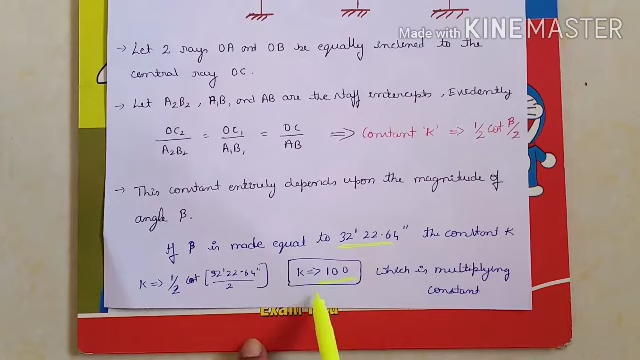 Made with KINEMASTER
→ Let 2 rays OA and OB be equally inclined to the
central ray OC.
→ Let A2B2, A1B1 and AB are the staff intercepts, Evidently
OC2/A2B2 = OC1/A1B1 = OC/AB ⇒ Constant 'K' ⇒ 1/2 cot β/2
→ This constant entirely depends upon the magnitude of
angle β.
If β is made equal to 32' 22.64" the constant K
K ⇒ 1/2 cot [32'22.64"/2] K ⇒ 100 which is multiplying
constant